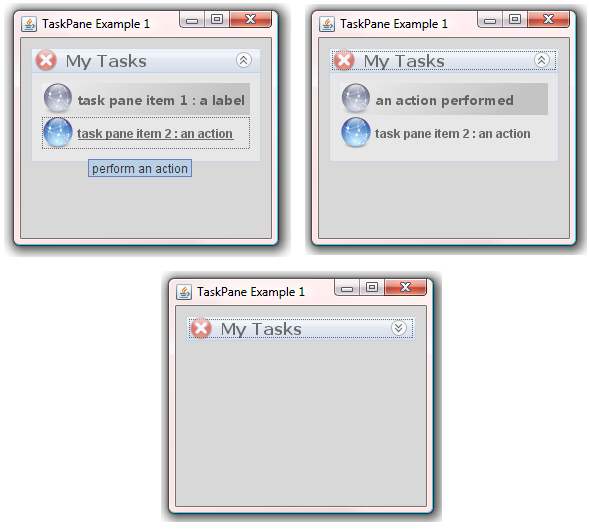 TaskPane Example 1
My Tasks
task pane item 1 : a label
task pane item 2 : an action
perform an action
TaskPane Example 1
My Tasks
an action performed
task pane item 2 : an action
TaskPane Example 1
My Tasks